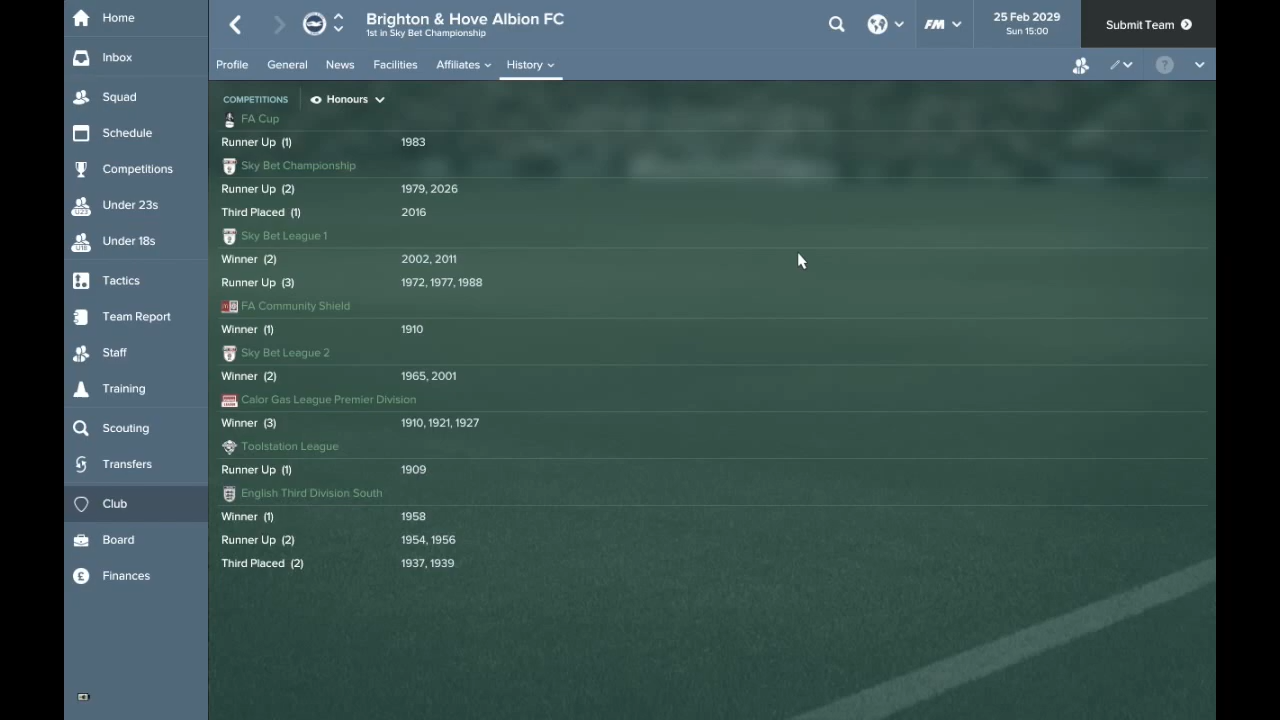 Home
Inbox
Squad
Schedule
Competitions
Under 23s
Under 18s
Tactics
Team Report
Staff
Training
Scouting
Transfers
Club
Board
Finances
Brighton & Hove Albion FC
1st in Sky Bet Championship
FM
25 Feb 2029
Sun 15:00
Submit Team
Profile General News Facilities Affiliates History
COMPETITIONS Honours
FA Cup
Runner Up (1) 1983
Sky Bet Championship
Runner Up (2) 1979, 2026
Third Placed (1) 2016
Sky Bet League 1
Winner (2) 2002, 2011
Runner Up (3) 1972, 1977, 1988
FA Community Shield
Winner (1) 1910
Sky Bet League 2
Winner (2) 1965, 2001
Calor Gas League Premier Division
Winner (3) 1910, 1921, 1927
Toolstation League
Runner Up (1) 1909
English Third Division South
Winner (1) 1958
Runner Up (2) 1954, 1956
Third Placed (2) 1937, 1939